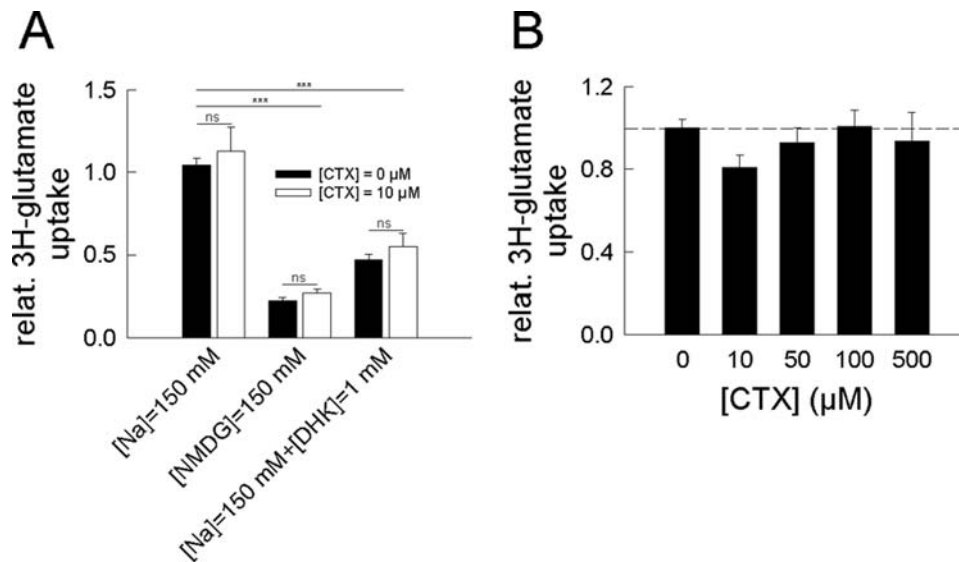 A
relat. 3H-glutamate
uptake
1.5
1.0
0.5
0.0
***
***
ns
ns
ns
[CTX] = 0 µM
[CTX] = 10 µM
[Na]=150 mM
[NMDG]=150 mM
[Na]=150 mM+[DHK]=1 mM
B
relat. 3H-glutamate
uptake
1.2
0.8
0.4
0.0
0 10 50 100 500
[CTX] (µM)